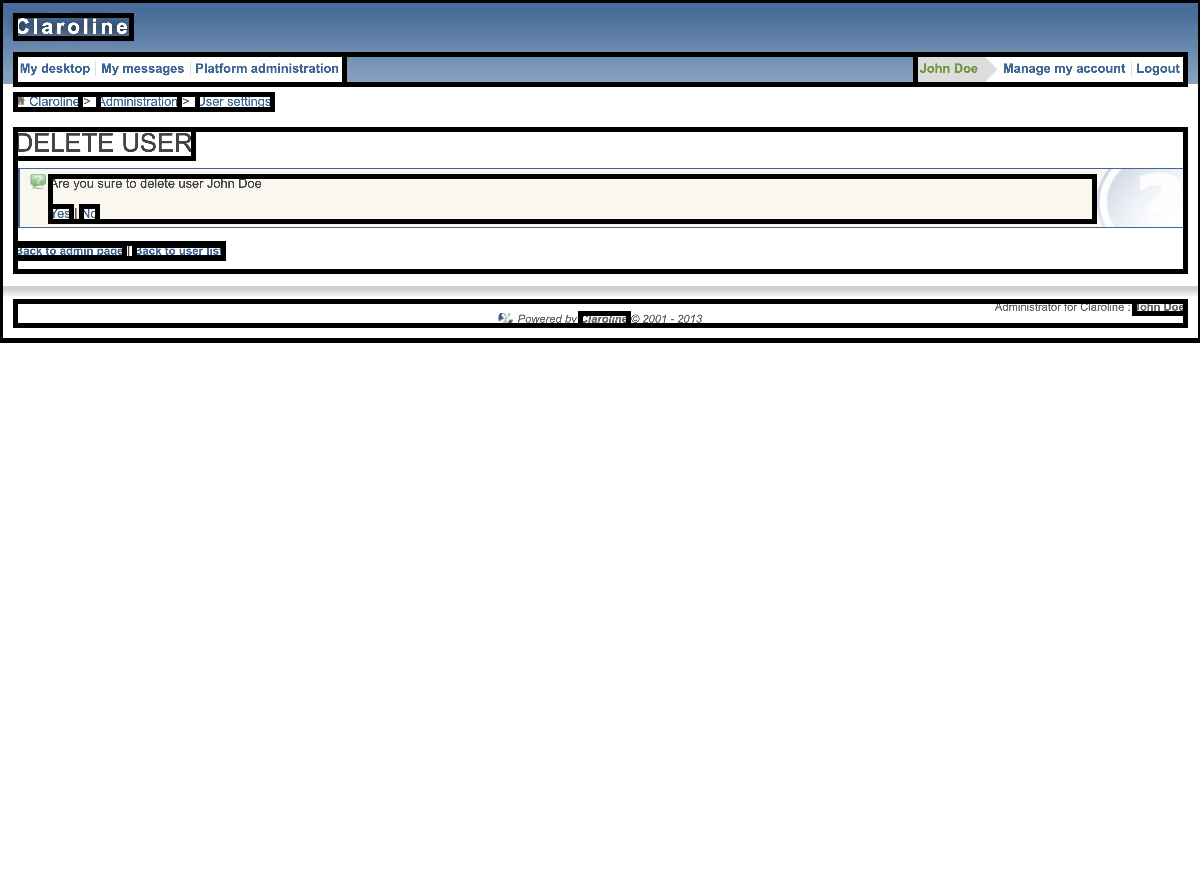 Claroline
My desktop My messages Platform administration John Doe Manage my account Logout
Claroline > Administration > User settings
DELETE USER
Are you sure to delete user John Doe
Yes | No
Back to admin page | Back to user list
Administrator for Claroline : John Doe
Powered by Claroline © 2001 - 2013